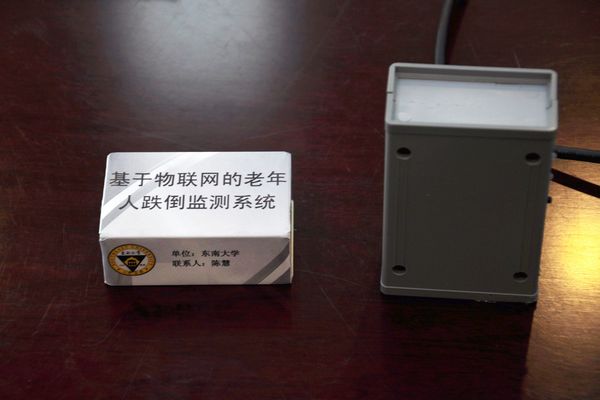 基于物联网的老年
人跌倒监测系统
单位：东南大学
联系人：陈慧